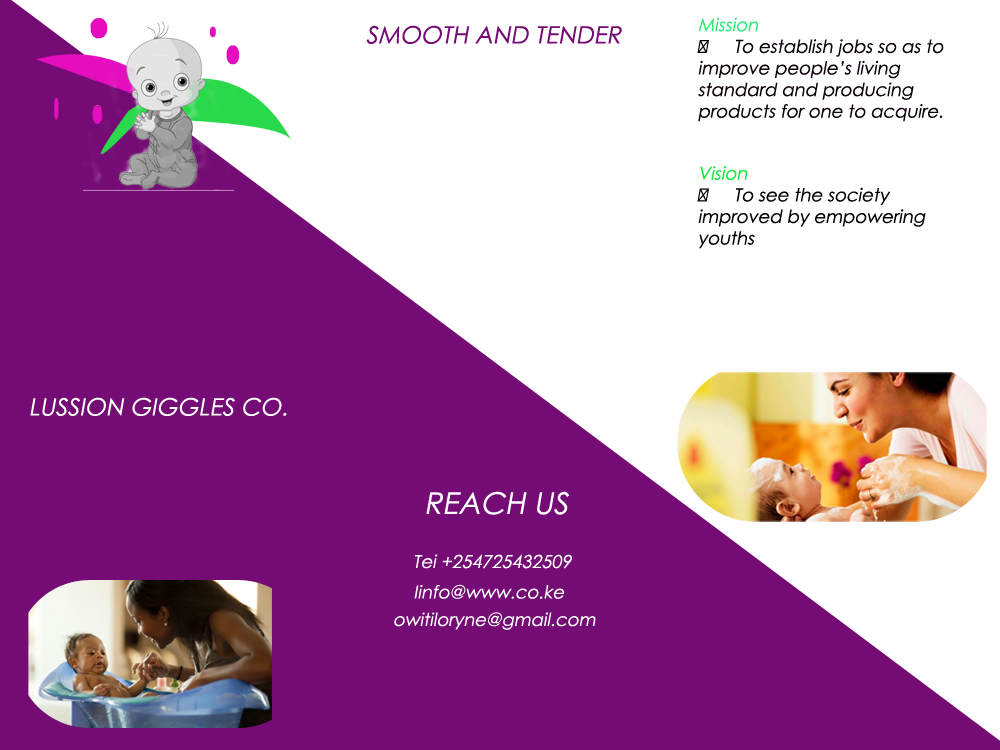 SMOOTH AND TENDER
Mission
To establish jobs so as to
improve people’s living
standard and producing
products for one to acquire.
Vision
To see the society
improved by empowering
youths
LUSSION GIGGLES CO.
REACH US
Tei +254725432509
linfo@www.co.ke
owitiloryne@gmail.com